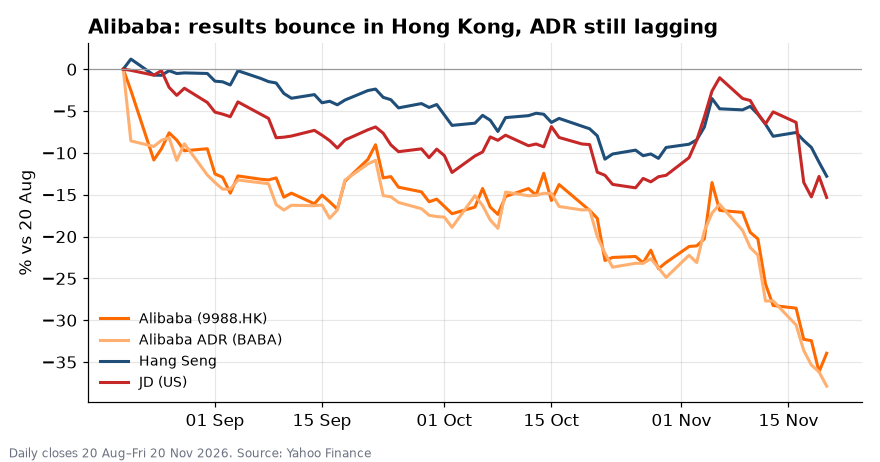 Alibaba: results bounce in Hong Kong, ADR still lagging
% vs 20 Aug
0
−5
−10
−15
−20
−25
−30
−35
Alibaba (9988.HK)
Alibaba ADR (BABA)
Hang Seng
JD (US)
01 Sep
15 Sep
01 Oct
15 Oct
01 Nov
15 Nov
Daily closes 20 Aug–Fri 20 Nov 2026. Source: Yahoo Finance